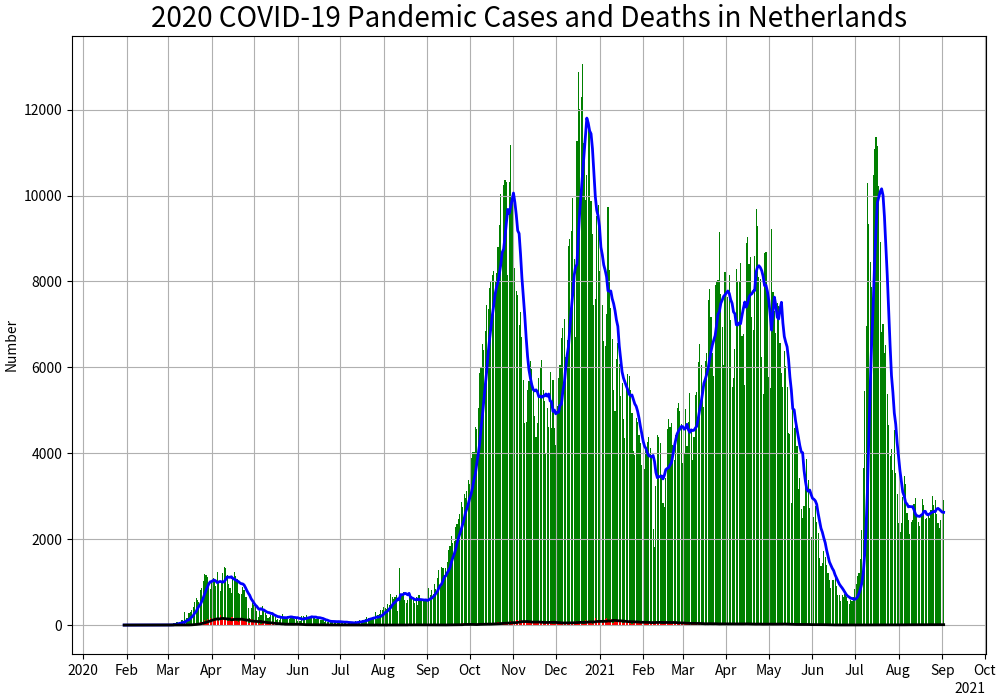 2020 COVID-19 Pandemic Cases and Deaths in Netherlands
Number
12000
10000
8000
6000
4000
2000
0
2020 Feb Mar Apr May Jun Jul Aug Sep Oct Nov Dec 2021 Feb Mar Apr May Jun Jul Aug Sep Oct
2021